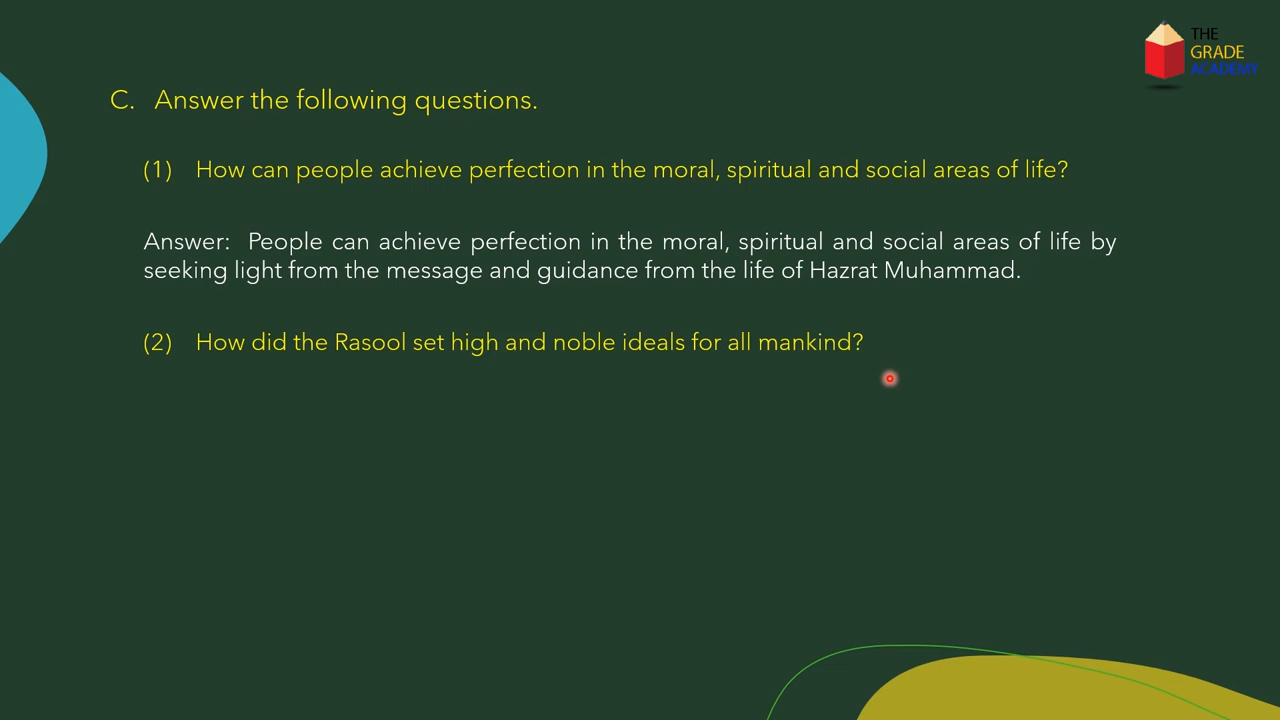 THE
GRADE
ACADEMY
C. Answer the following questions.
(1) How can people achieve perfection in the moral, spiritual and social areas of life?
Answer: People can achieve perfection in the moral, spiritual and social areas of life by
seeking light from the message and guidance from the life of Hazrat Muhammad.
(2) How did the Rasool set high and noble ideals for all mankind?